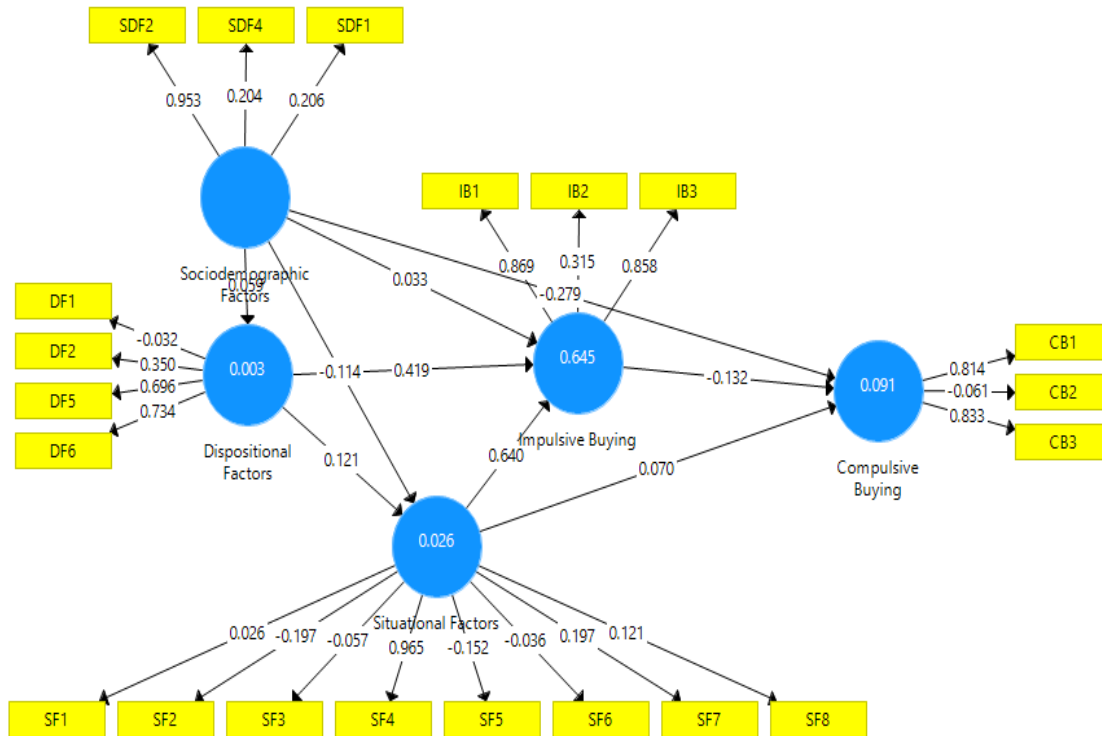 SDF2
SDF4
SDF1
0.953
0.204
0.206
IB1
IB2
IB3
0.869
0.315
0.858
Sociodemographic
Factors
0.059
0.033
-0.279
DF1
DF2
DF5
DF6
-0.032
0.350
0.696
0.734
0.003
Dispositional
Factors
-0.114
0.419
0.645
Impulsive Buying
-0.132
0.091
Compulsive
Buying
CB1
CB2
CB3
0.814
-0.061
0.833
0.121
0.640
0.070
0.026
Situational Factors
0.026
-0.197
-0.057
0.965
-0.152
-0.036
0.197
0.121
SF1
SF2
SF3
SF4
SF5
SF6
SF7
SF8